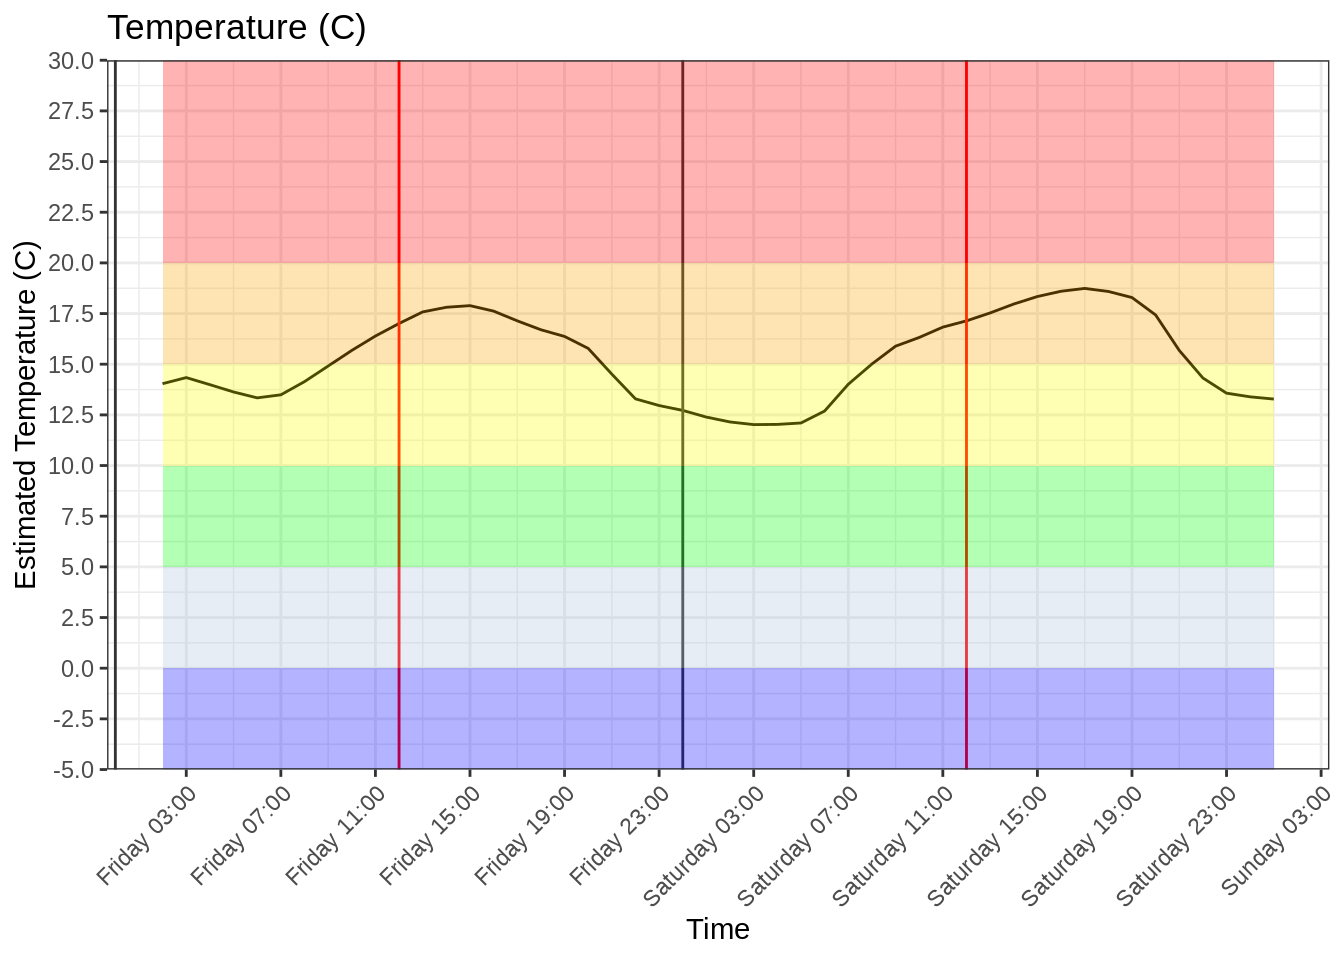 Temperature (C)
Estimated Temperature (C)
30.0
27.5
25.0
22.5
20.0
17.5
15.0
12.5
10.0
7.5
5.0
2.5
0.0
-2.5
-5.0
Friday 03:00
Friday 07:00
Friday 11:00
Friday 15:00
Friday 19:00
Friday 23:00
Saturday 03:00
Saturday 07:00
Saturday 11:00
Saturday 15:00
Saturday 19:00
Saturday 23:00
Sunday 03:00
Time